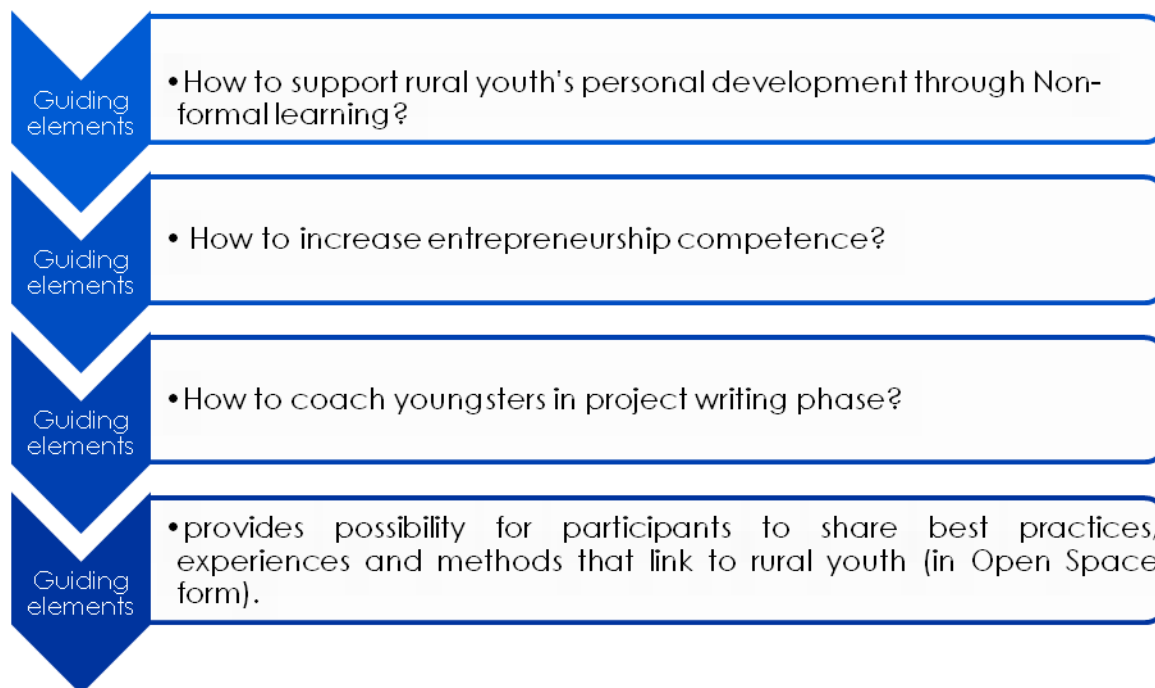 Guiding
elements
•How to support rural youth's personal development through Non-
formal learning?
Guiding
elements
• How to increase entrepreneurship competence?
Guiding
elements
•How to coach youngsters in project writing phase?
Guiding
elements
•provides possibility for participants to share best practices,
experiences and methods that link to rural youth (in Open Space
form).